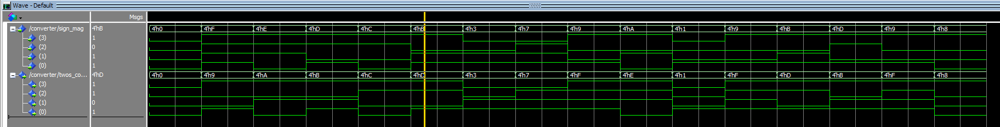 Wave - Default
Msgs
/converter/sign_mag 4'hB 4'h0 4'hF 4'hE 4'hD 4'hC 4'hB 4'h3 4'h7 4'h9 4'hA 4'h1 4'h9 4'hB 4'hD 4'h9 4'h8
(3) 1
(2) 0
(1) 1
(0) 1
/converter/twos_co... 4'hD 4'h0 4'h9 4'hA 4'hB 4'hC 4'hD 4'h3 4'h7 4'hF 4'hE 4'h1 4'hF 4'hD 4'hB 4'hF 4'h8
(3) 1
(2) 1
(1) 0
(0) 1